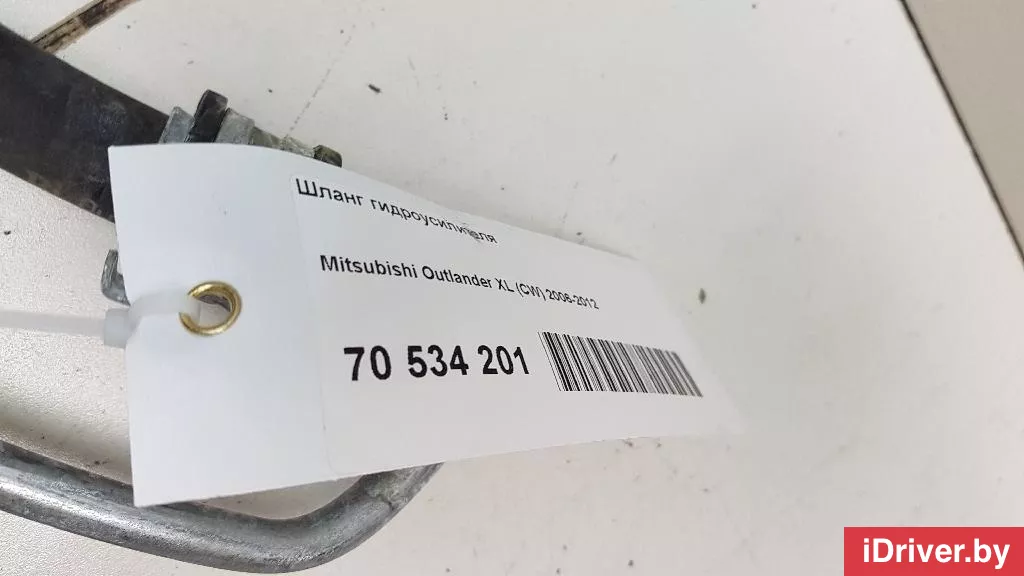 Шланг гидроусилителя
Mitsubishi Outlander XL (CW) 2006-2012
70 534 201
iDriver.by